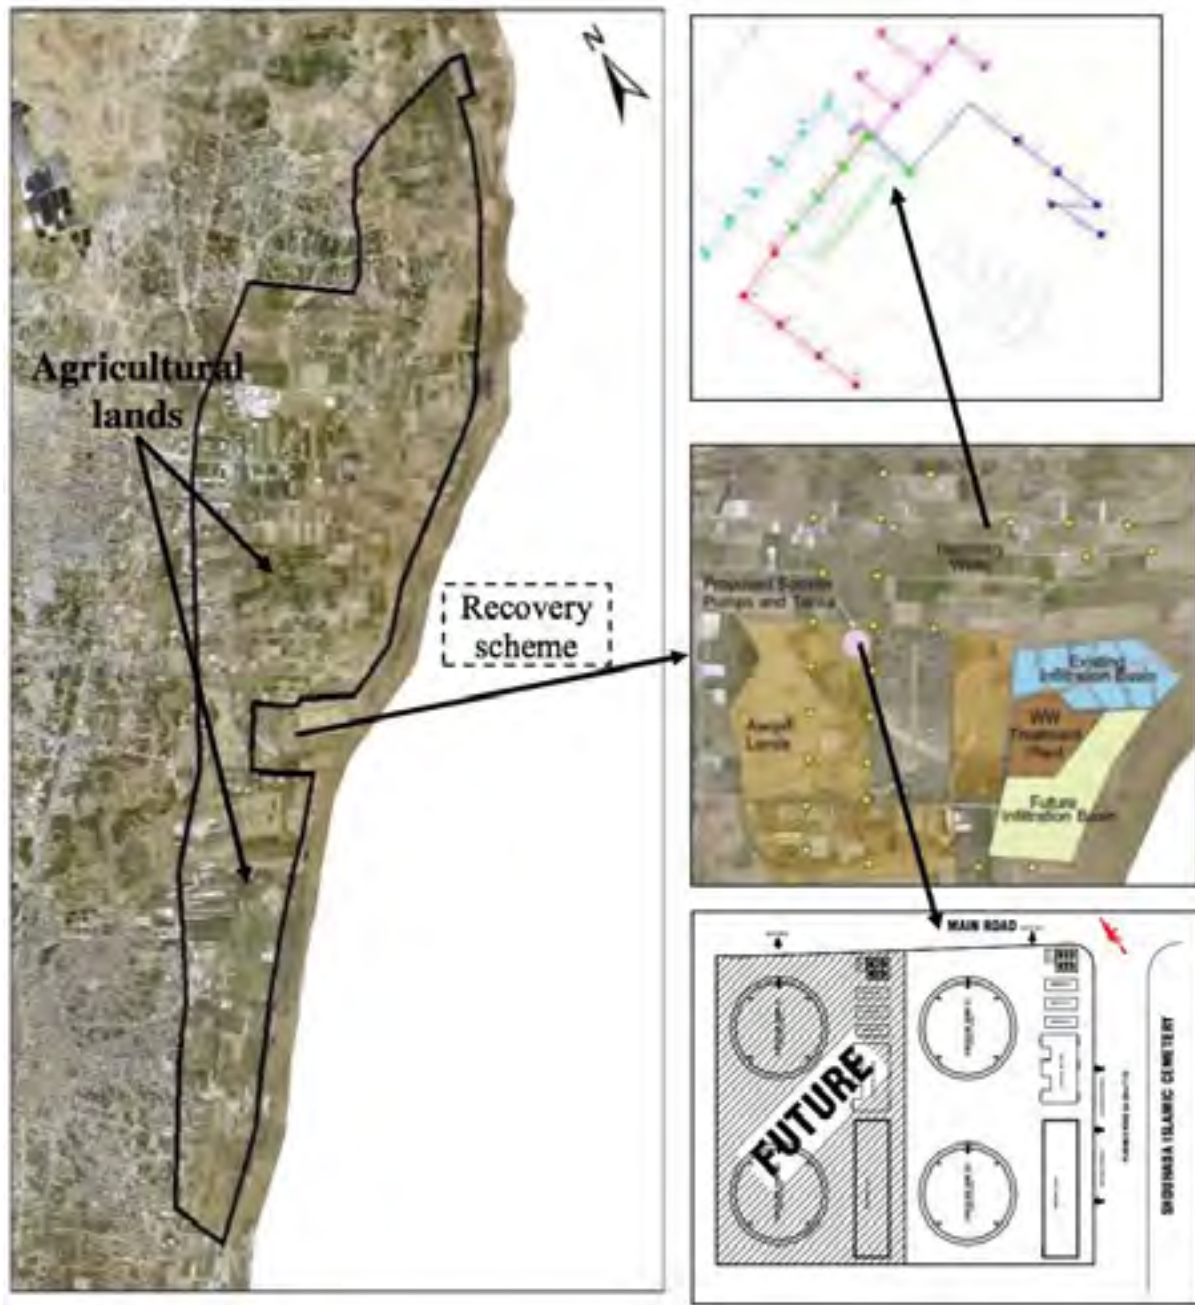 N
Agricultural
lands
Recovery
scheme
Recovery
Wells
Proposed Booster
Pumps and Tanks
Existing
Infiltration Basin
WW
Treatment
Plant
Awqaf
Lands
Future
Infiltration Basin
MAIN ROAD
FUTURE
SHOUHADA ISLAMIC CEMETERY